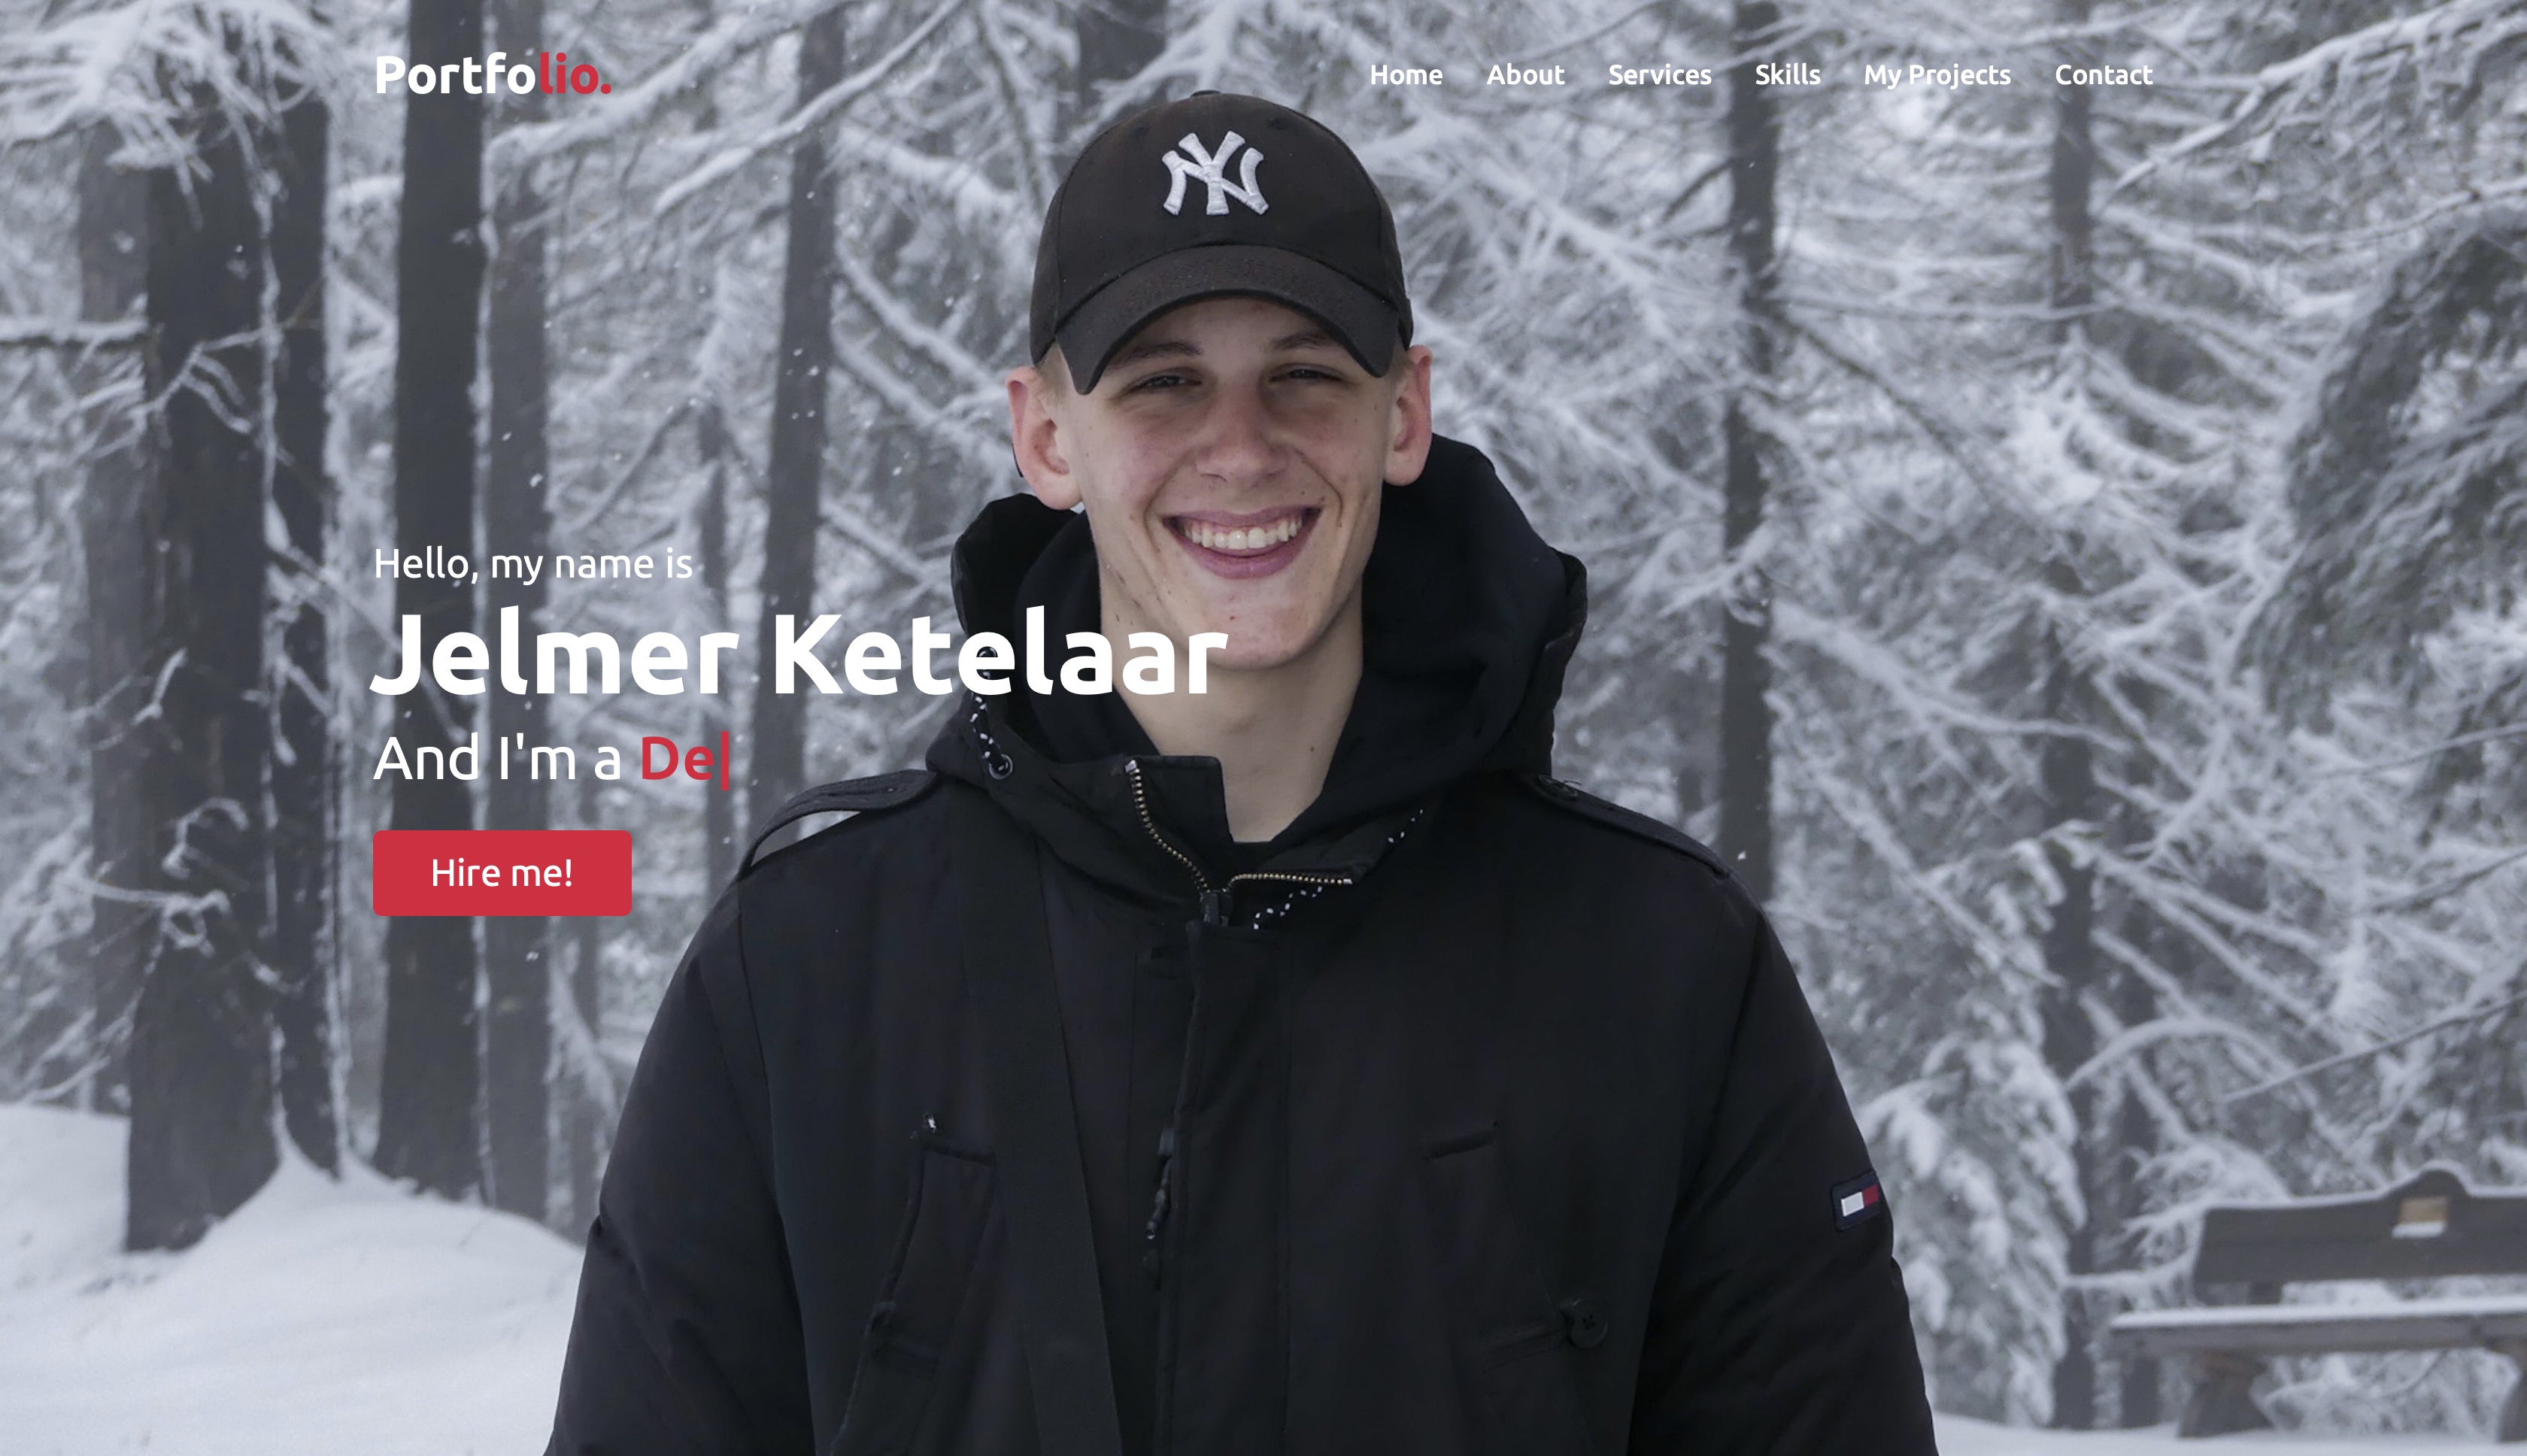 Portfolio.
Home About Services Skills My Projects Contact
NY
Hello, my name is
Jelmer Ketelaar
And I'm a De|
Hire me!